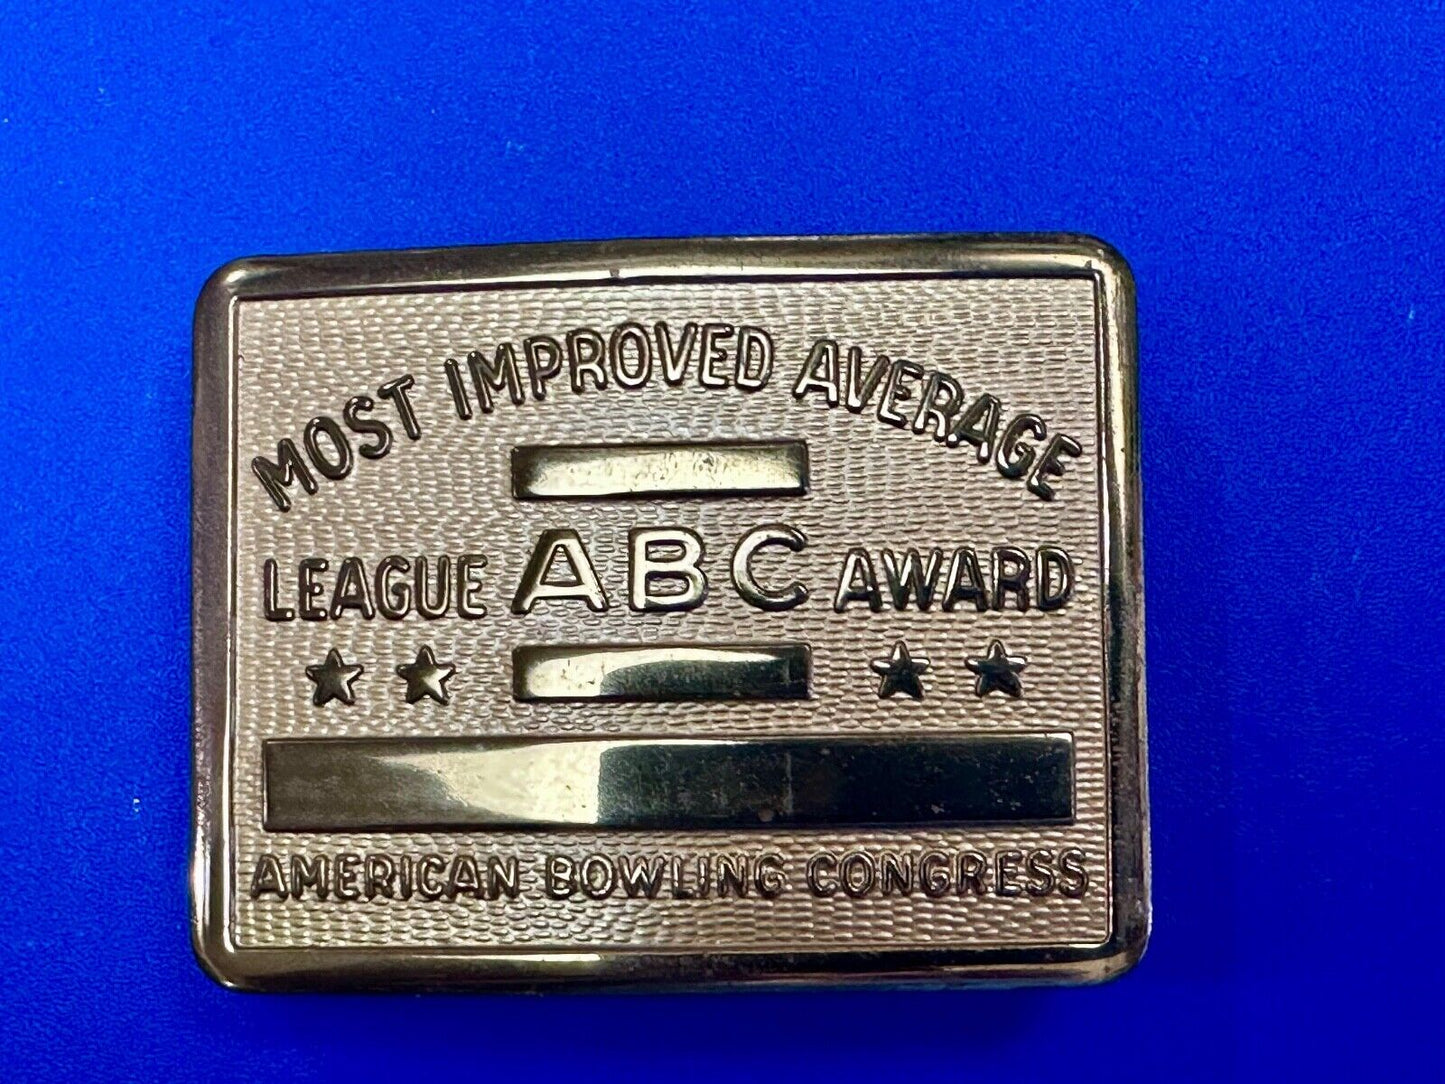 MOST IMPROVED AVERAGE
LEAGUE ABC AWARD
AMERICAN BOWLING CONGRESS